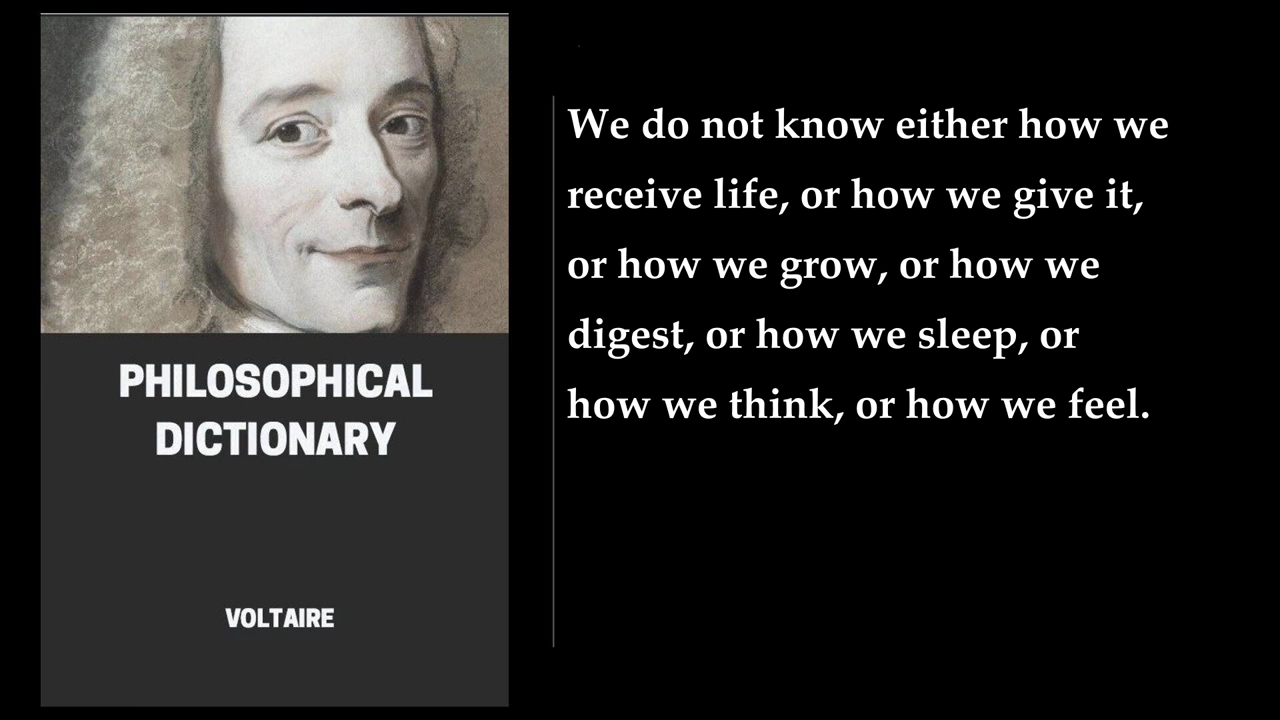 PHILOSOPHICAL
DICTIONARY
VOLTAIRE
We do not know either how we
receive life, or how we give it,
or how we grow, or how we
digest, or how we sleep, or
how we think, or how we feel.